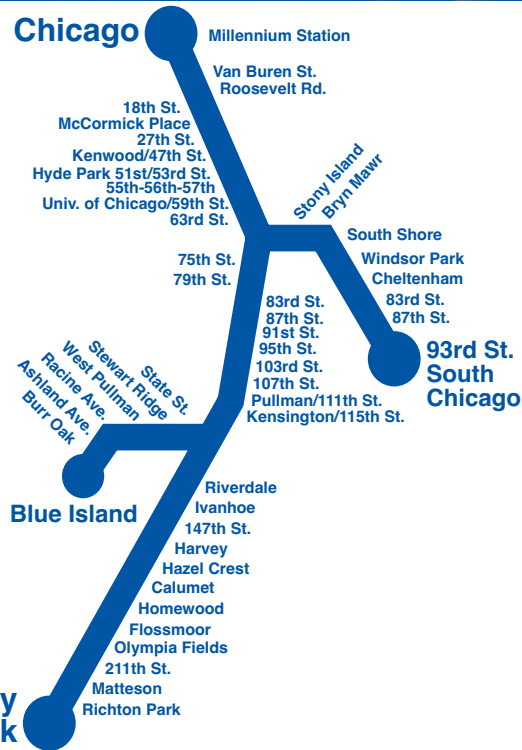 Chicago
Millennium Station
Van Buren St.
Roosevelt Rd.
18th St.
McCormick Place
27th St.
Kenwood/47th St.
Hyde Park 51st/53rd St.
55th-56th-57th
Univ. of Chicago/59th St.
63rd St.
Stony Island
Bryn Mawr
South Shore
Windsor Park
Cheltenham
83rd St.
87th St.
93rd St.
South
Chicago
75th St.
79th St.
83rd St.
87th St.
91st St.
95th St.
103rd St.
107th St.
Pullman/111th St.
Kensington/115th St.
State St.
Stewart Ridge
West Pullman
Racine Ave.
Ashland Ave.
Burr Oak
Blue Island
Riverdale
Ivanhoe
147th St.
Harvey
Hazel Crest
Calumet
Homewood
Flossmoor
Olympia Fields
211th St.
Matteson
Richton Park
y
k